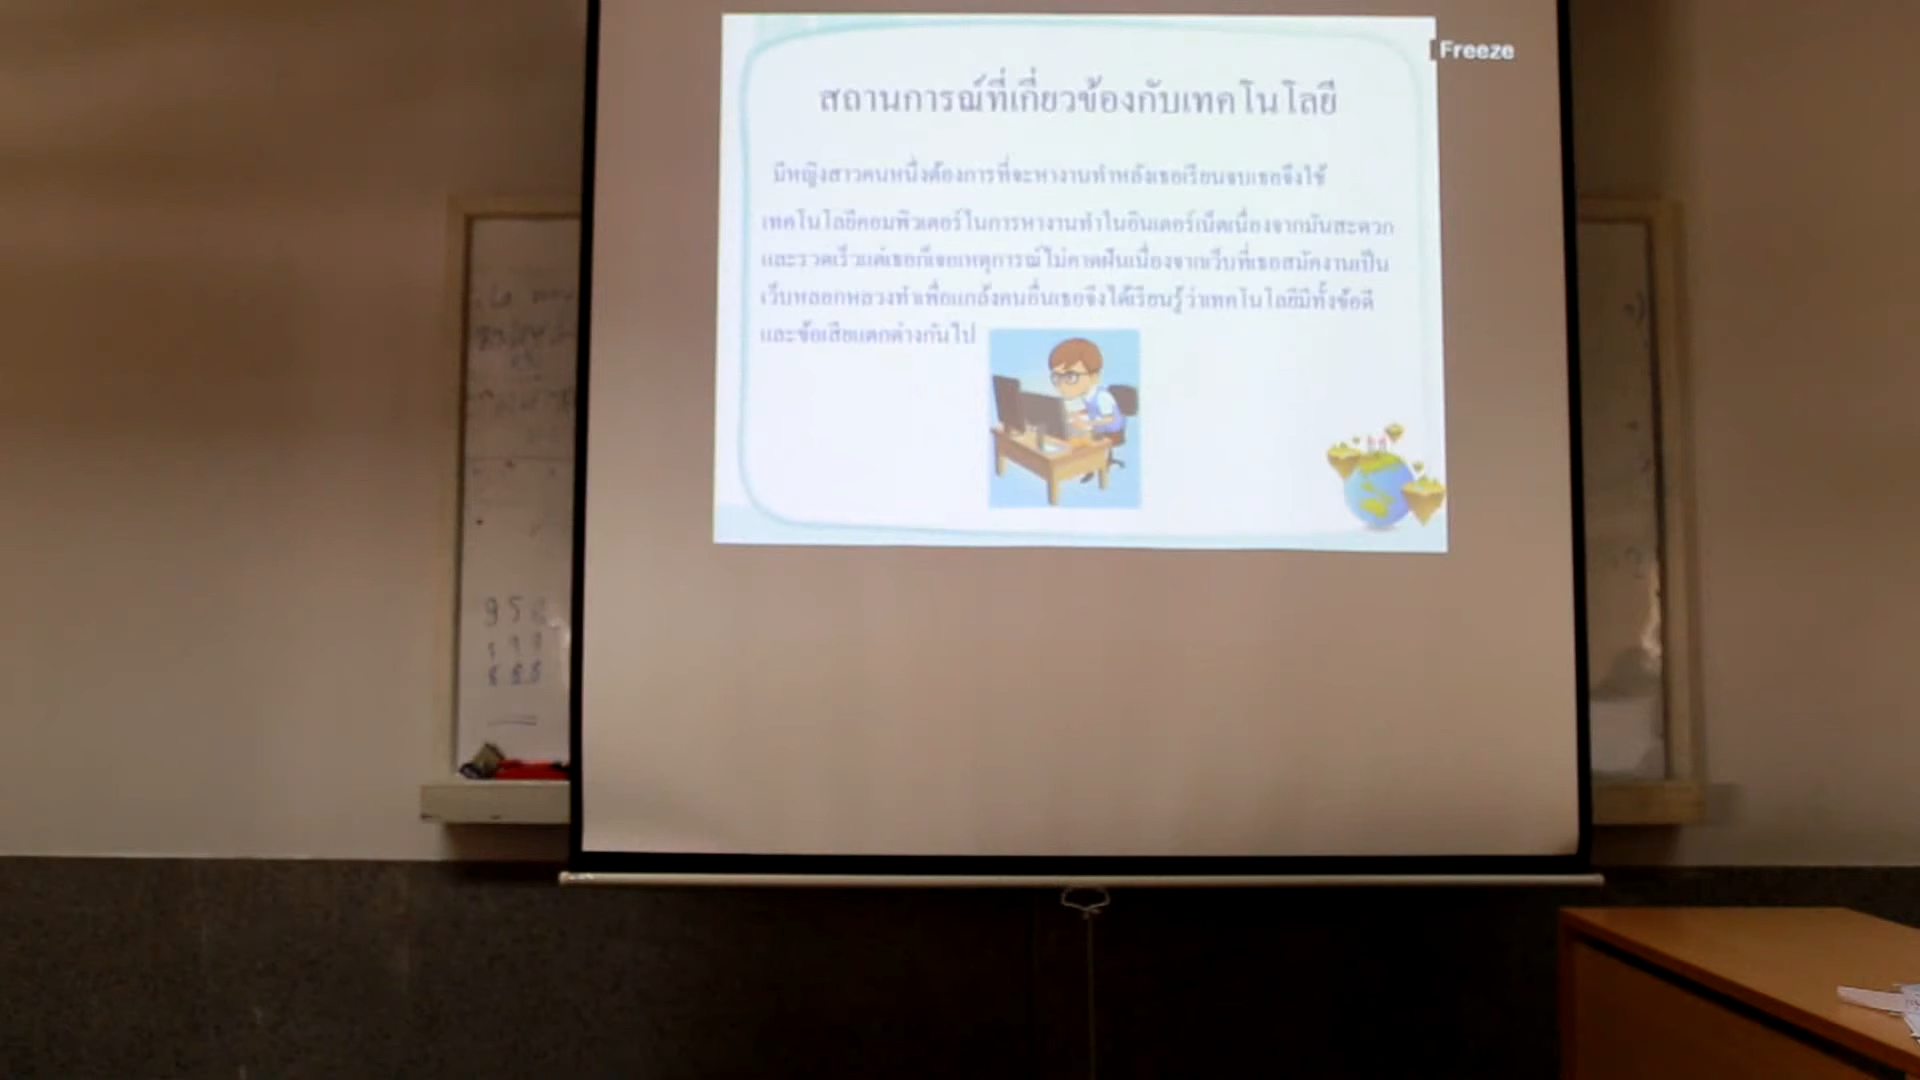 Freeze
สถานการณ์ที่เกี่ยวข้องกับเทคโนโลยี
มีหญิงสาวคนหนึ่งต้องการที่จะหางานทำหลังเธอเรียนจบเธอจึงใช้
เทคโนโลยีคอมพิวเตอร์ในการหางานทำในอินเตอร์เน็ตเนื่องจากมันสะดวก
และรวดเร็วแต่เธอก็เจอเหตุการณ์ไม่คาดฝันเนื่องจากเว็บที่เธอสมัคงานเป็น
เว็บหลอกหลวงทำเพื่อแกล้งคนอื่นเธอจึงได้เรียนรู้ว่าเทคโนโลยีมีทั้งข้อดี
และข้อเสียแตกต่างกันไป